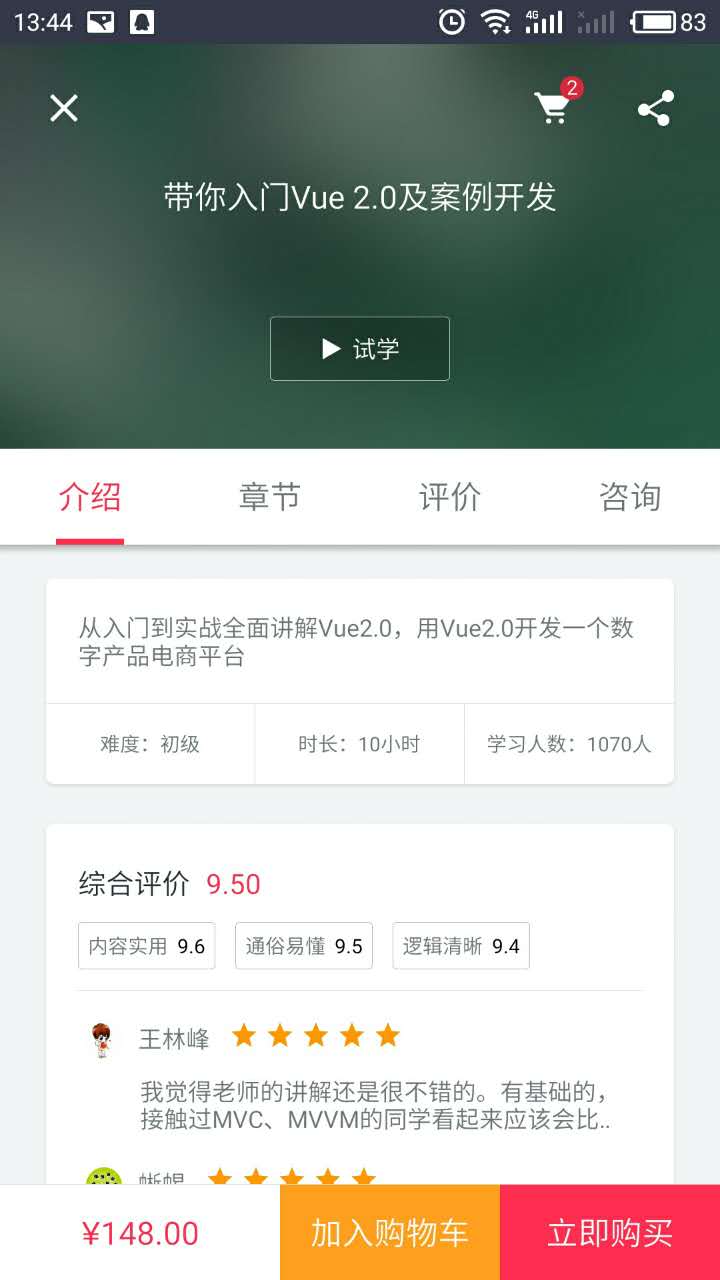 13:44
4G
83
2
带你入门Vue 2.0及案例开发
试学
介绍 章节 评价 咨询
从入门到实战全面讲解Vue2.0，用Vue2.0开发一个数
字产品电商平台
难度：初级 时长：10小时 学习人数：1070人
综合评价 9.50
内容实用 9.6 通俗易懂 9.5 逻辑清晰 9.4
王林峰
我觉得老师的讲解还是很不错的。有基础的，
接触过MVC、MVVM的同学看起来应该会比..
¥148.00 加入购物车 立即购买